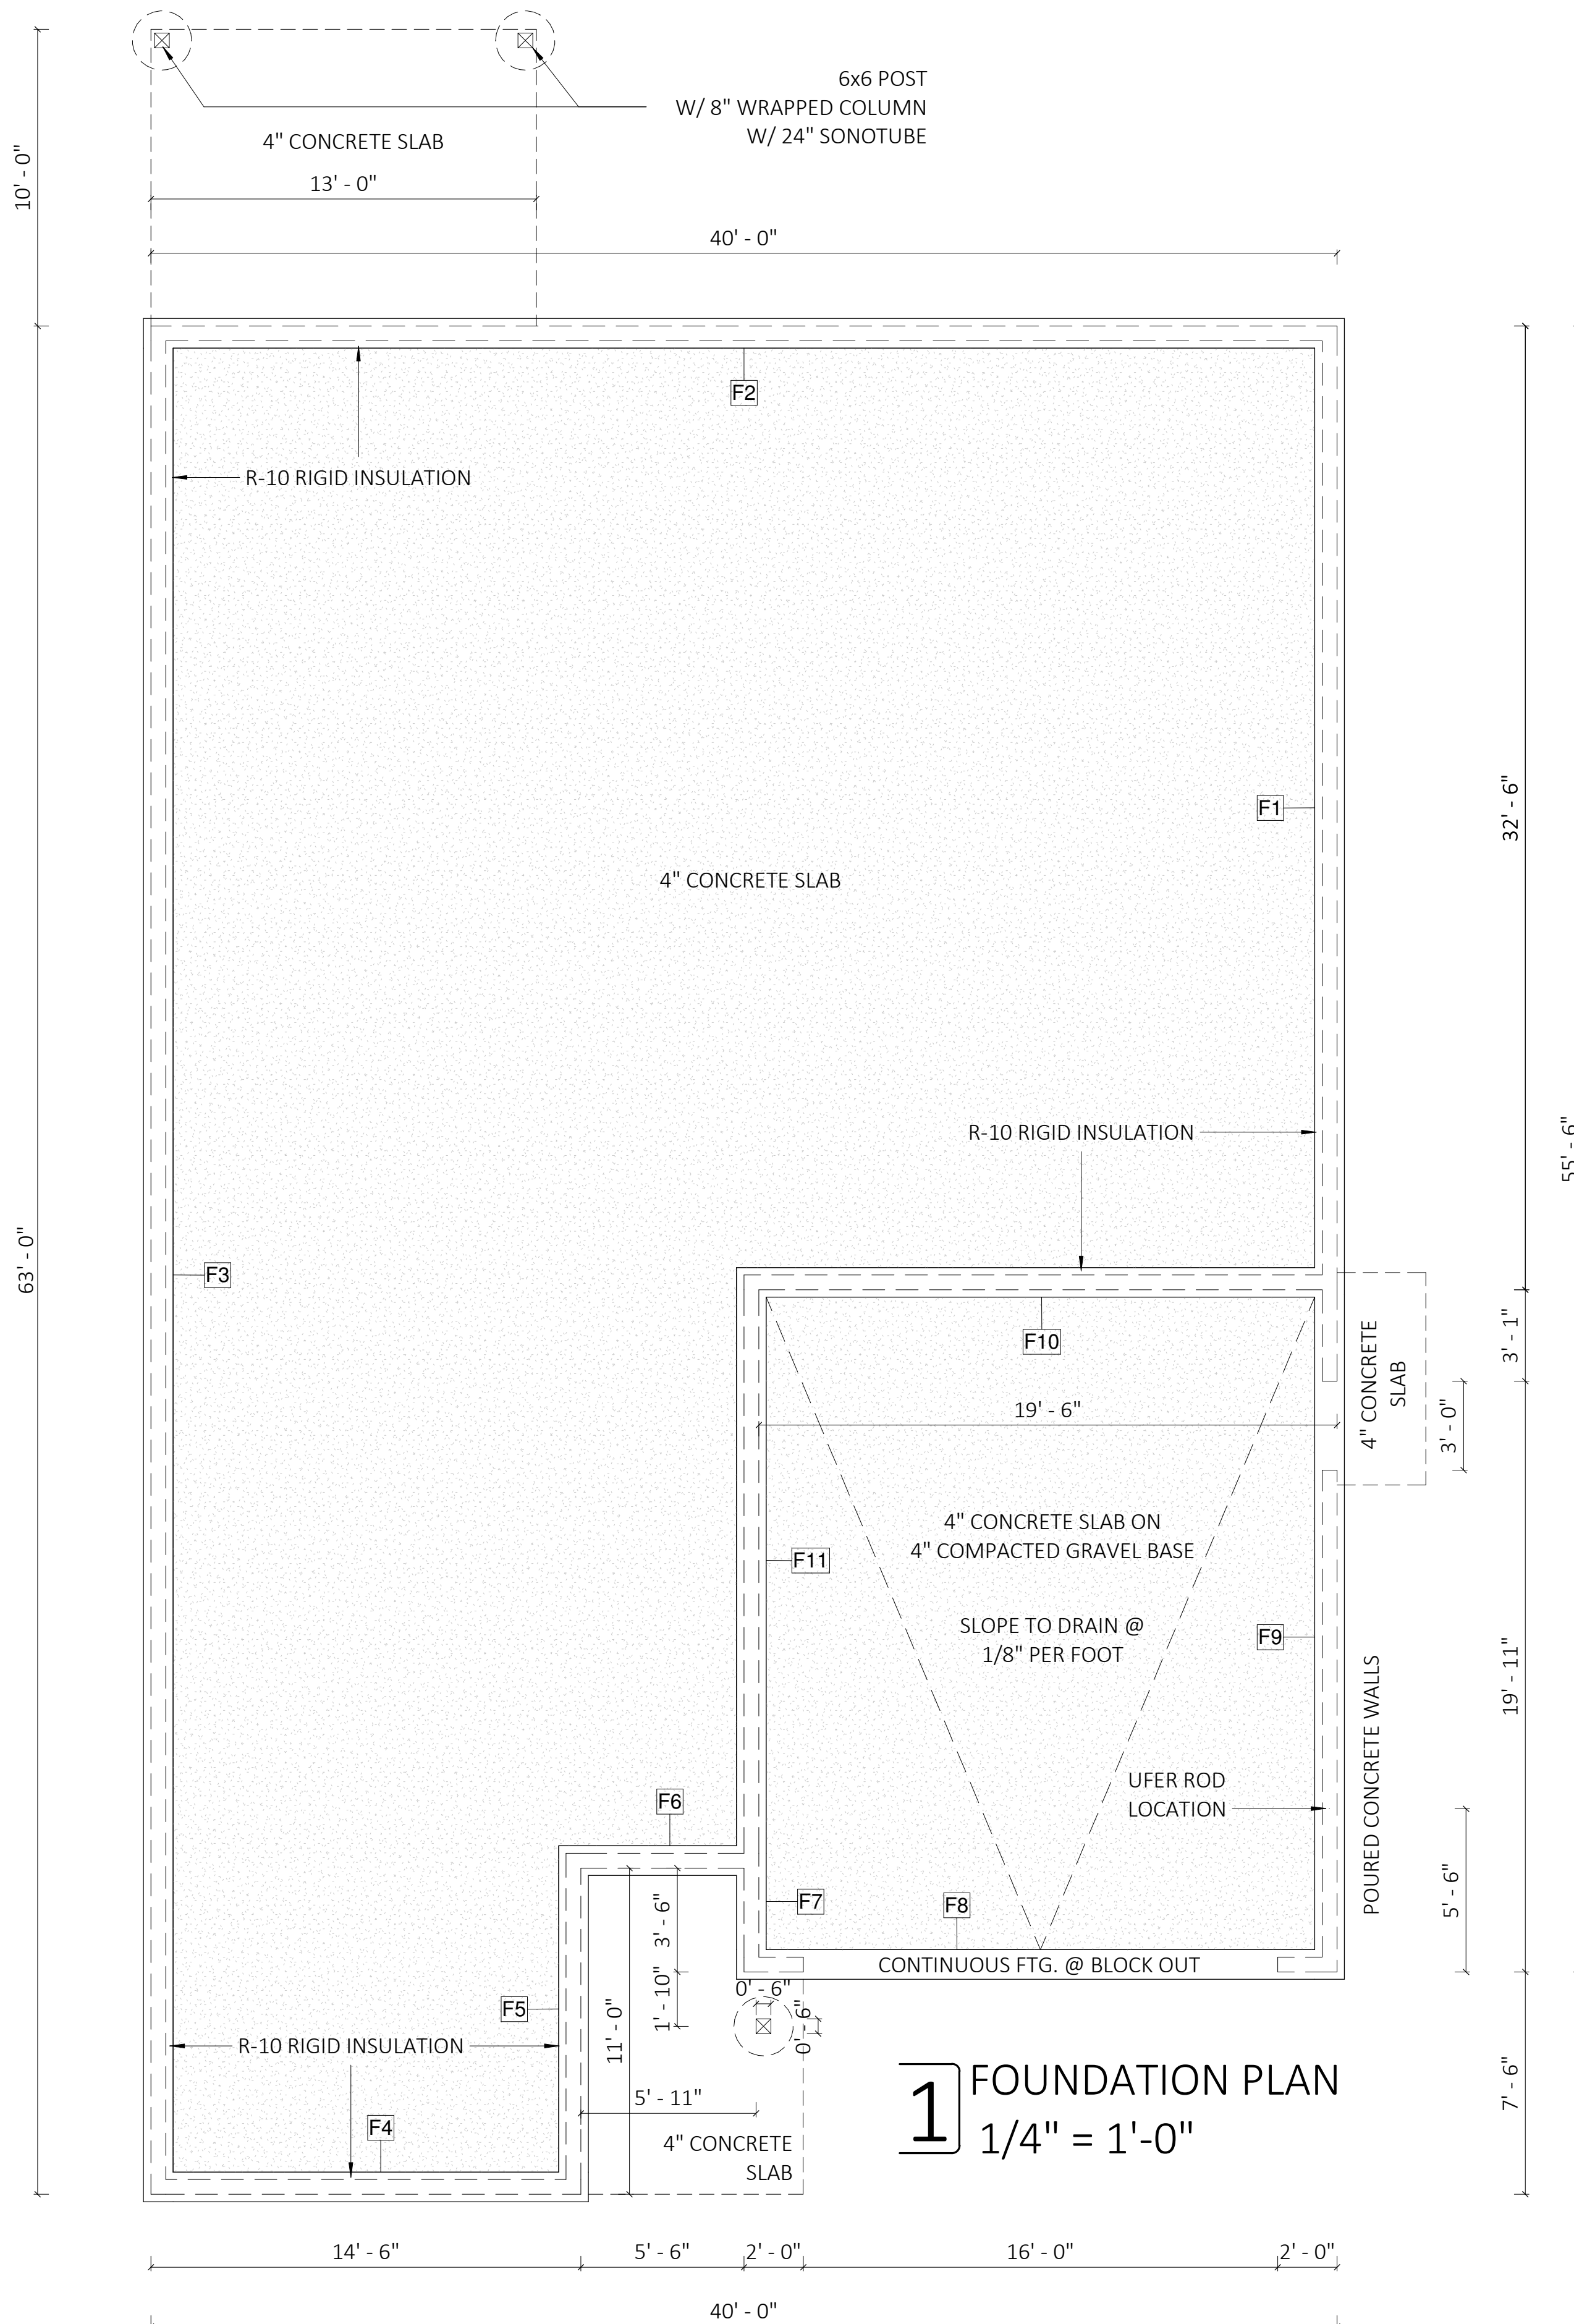 6x6 POST
W/ 8" WRAPPED COLUMN
W/ 24" SONOTUBE
4" CONCRETE SLAB
10' - 0"
13' - 0"
40' - 0"
F2
R-10 RIGID INSULATION
32' - 6"
F1
4" CONCRETE SLAB
R-10 RIGID INSULATION
55' - 6"
63' - 0"
F3
F10
3' - 1"
4" CONCRETE
SLAB
19' - 6"
3' - 0"
4" CONCRETE SLAB ON
4" COMPACTED GRAVEL BASE
F11
SLOPE TO DRAIN @
1/8" PER FOOT
F9
19' - 11"
POURED CONCRETE WALLS
UFER ROD
LOCATION
F6
5' - 6"
F7
F8
3' - 6"
CONTINUOUS FTG. @ BLOCK OUT
1' - 10"
0' - 6"
0' - 6"
F5
11' - 0"
R-10 RIGID INSULATION
1
FOUNDATION PLAN
1/4" = 1'-0"
7' - 6"
5' - 11"
F4
4" CONCRETE
SLAB
14' - 6"
5' - 6"
2' - 0"
16' - 0"
2' - 0"
40' - 0"